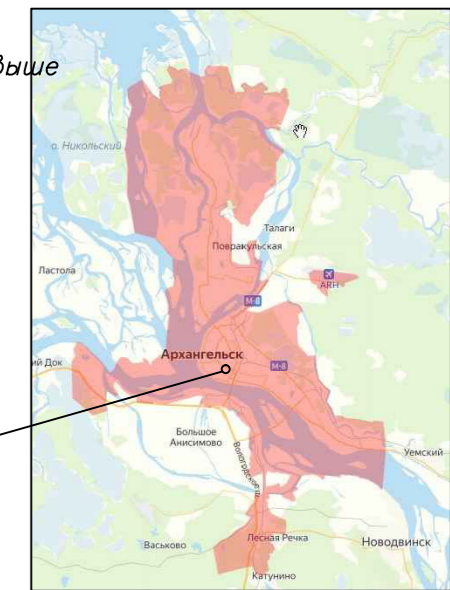 выше
о. Никольский
Талаги
Повракульская
Ластола
ARH
М-8
Архангельск
ий Док
М-8
Большое
Анисимово
Вологодское ш.
Уемский
Васьково
Лесная Речка
Новодвинск
Катунино